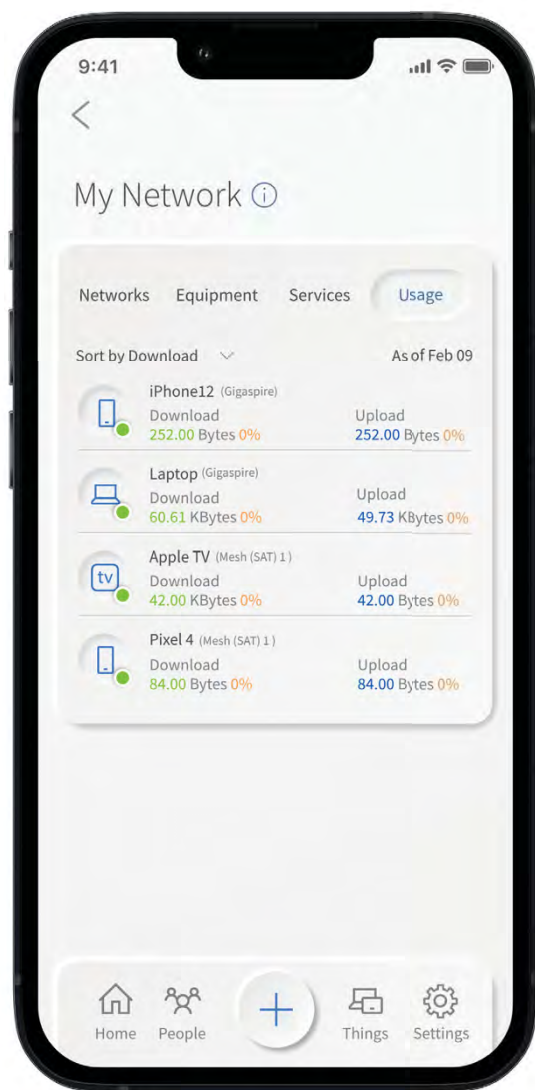 9:41
My Network
Networks Equipment Services Usage
Sort by Download As of Feb 09
iPhone12 (Gigaspire)
Download Upload
252.00 Bytes 0% 252.00 Bytes 0%
Laptop (Gigaspire)
Download Upload
60.61 KBytes 0% 49.73 KBytes 0%
Apple TV (Mesh (SAT) 1 )
tv
Download Upload
42.00 KBytes 0% 42.00 Bytes 0%
Pixel 4 (Mesh (SAT) 1 )
Download Upload
84.00 Bytes 0% 84.00 Bytes 0%
Home People Things Settings